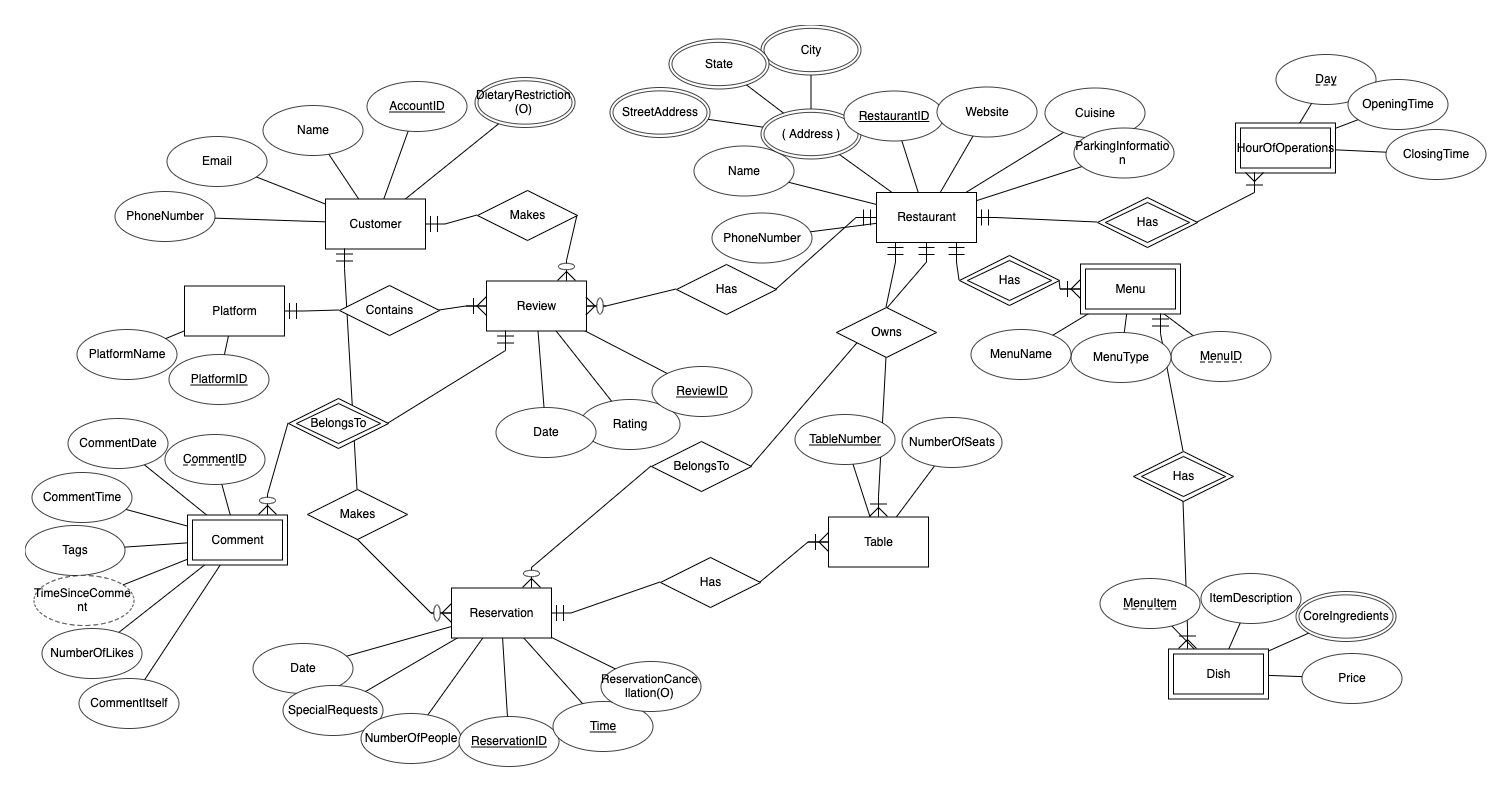 City
State
Day
DietaryRestriction
(O)
AccountID
OpeningTime
StreetAddress
RestaurantID
Website
Cuisine
Name
( Address )
ParkingInformatio
n
HourOfOperations
ClosingTime
Email
Name
PhoneNumber
Customer
Makes
Restaurant
Has
PhoneNumber
Has
Has
Menu
Platform
Contains
Review
Owns
PlatformName
PlatformID
MenuName
MenuType
MenuID
ReviewID
BelongsTo
Date
Rating
CommentDate
CommentID
TableNumber
NumberOfSeats
BelongsTo
Has
CommentTime
Makes
Comment
Table
Tags
TimeSinceComme
nt
Has
Reservation
MenuItem
ItemDescription
CoreIngredients
NumberOfLikes
Date
ReservationCance
llation(O)
Dish
Price
CommentItself
SpecialRequests
NumberOfPeople
ReservationID
Time